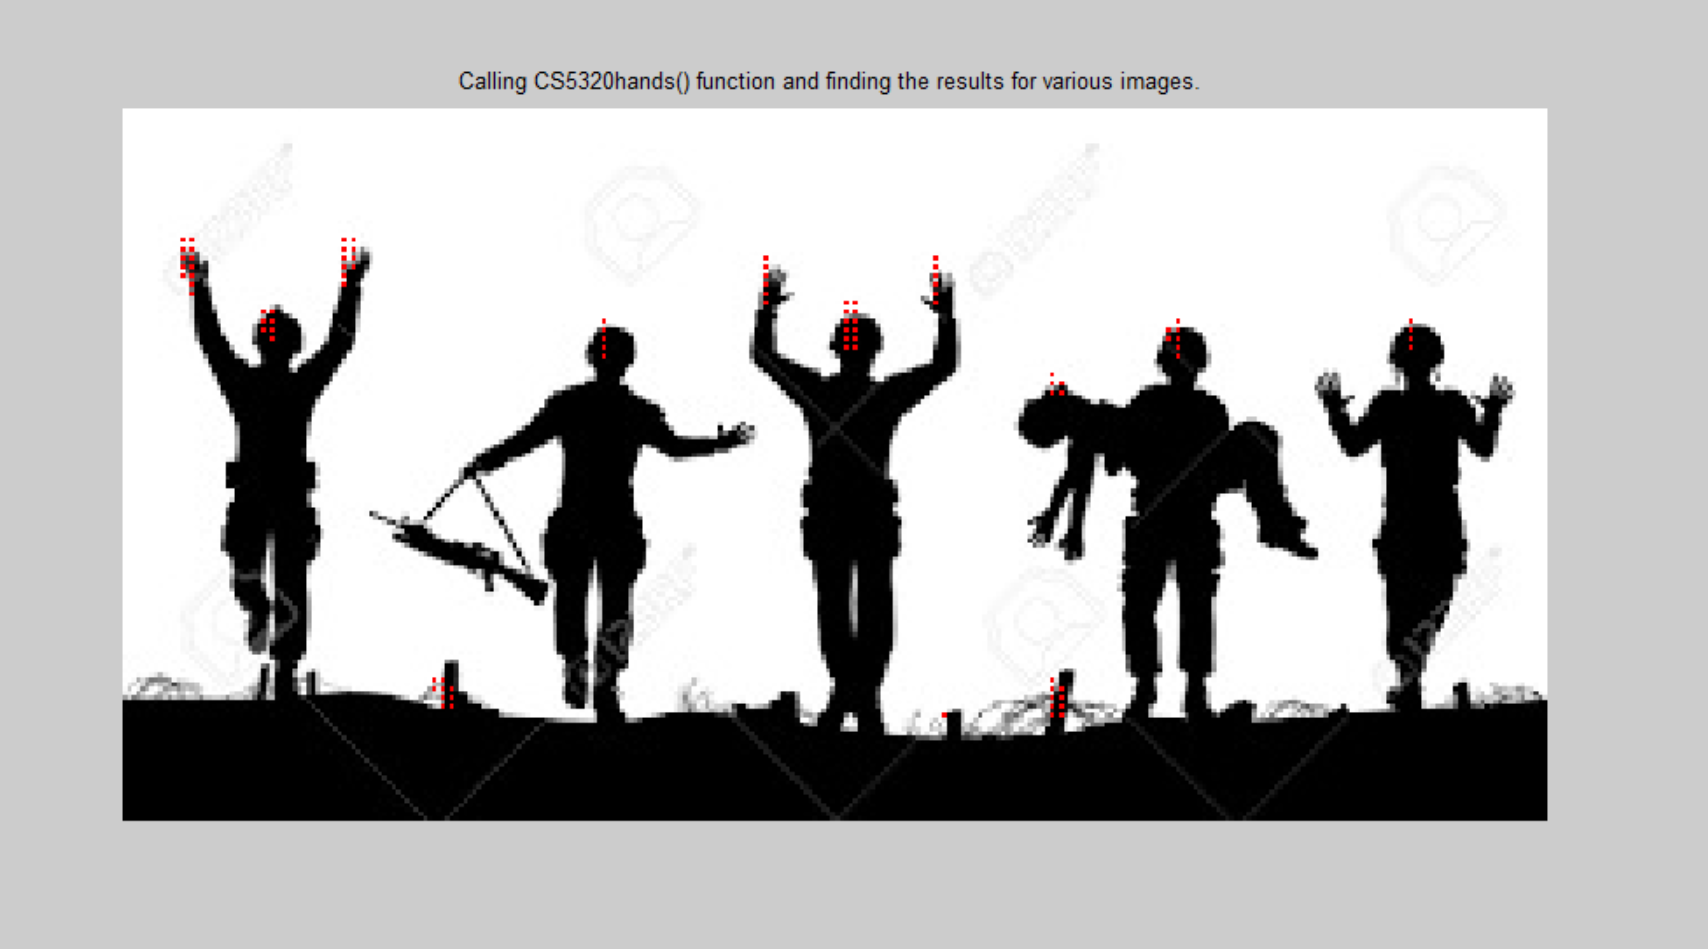 Calling CS5320hands() function and finding the results for various images.